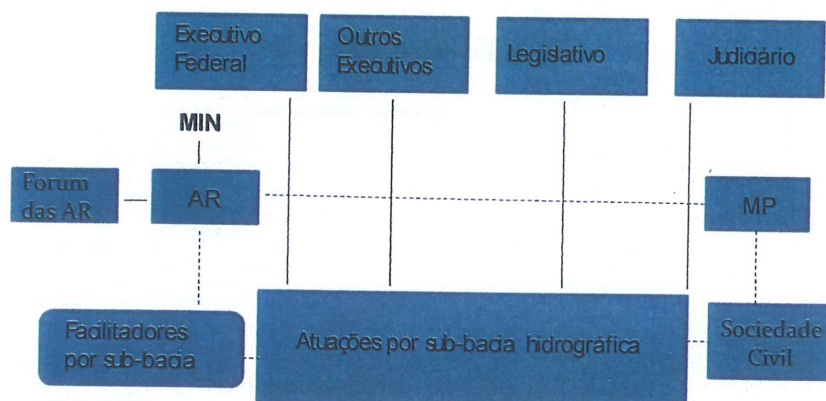 Executivo
Federal
Outros
Executivos
Legislativo
Judiciário
MIN
Forum
das AR
AR
MP
Facilitadores
por sub-bacia
Atuações por sub-bacia hidrográfica
Sociedade
Civil